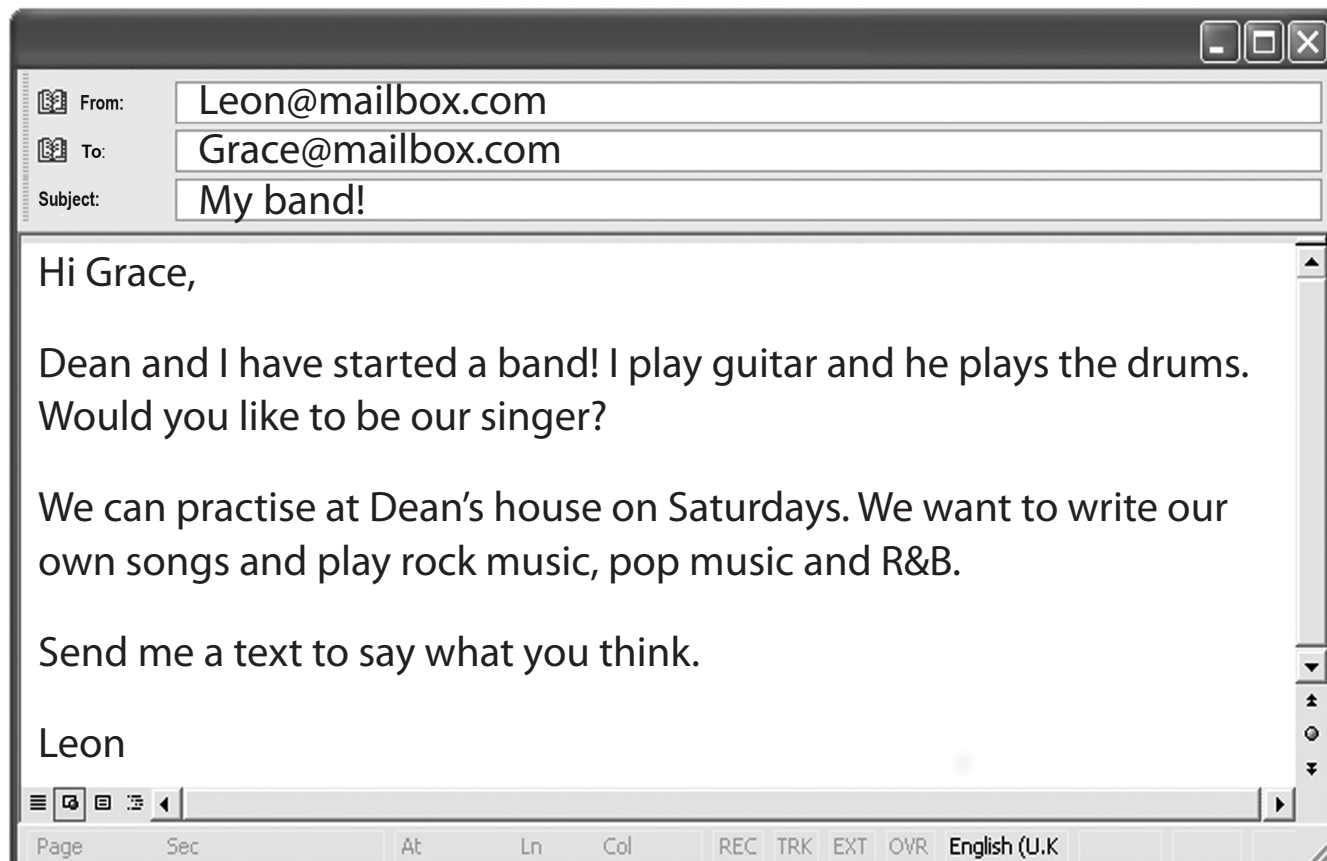 From: Leon@mailbox.com
To: Grace@mailbox.com
Subject: My band!
Hi Grace,
Dean and I have started a band! I play guitar and he plays the drums.
Would you like to be our singer?
We can practise at Dean’s house on Saturdays. We want to write our
own songs and play rock music, pop music and R&B.
Send me a text to say what you think.
Leon
Page Sec At Ln Col REC TRK EXT OVR English (U.K